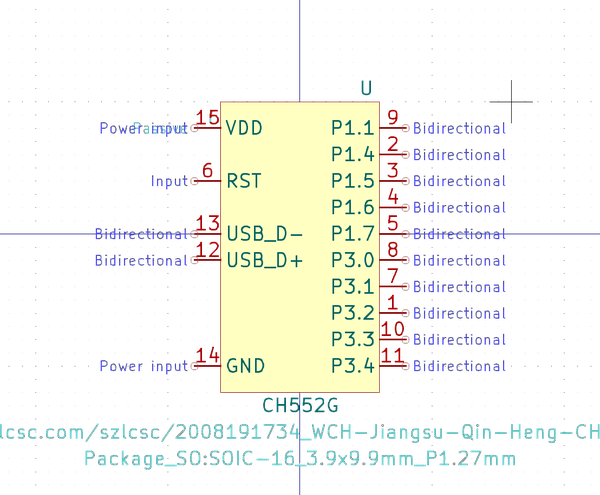 U
Power input 15 VDD P1.1 9 Bidirectional
P1.4 2 Bidirectional
Input 6 RST P1.5 3 Bidirectional
P1.6 4 Bidirectional
Bidirectional 13 USB_D- P1.7 5 Bidirectional
Bidirectional 12 USB_D+ P3.0 8 Bidirectional
P3.1 7 Bidirectional
P3.2 1 Bidirectional
P3.3 10 Bidirectional
Power input 14 GND P3.4 11 Bidirectional
CH552G
lcsc.com/szlcsc/2008191734_WCH-Jiangsu-Qin-Heng-CH
Package_SO:SOIC-16_3.9x9.9mm_P1.27mm